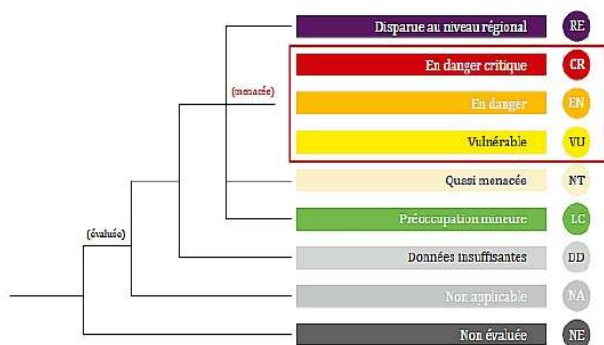 Disparue au niveau régional RE
En danger critique CR
(menacée)
En danger EN
Vulnérable VU
Quasi menacée NT
Préoccupation mineure LC
(évaluée)
Données insuffisantes DD
Non applicable NA
Non évaluée NE